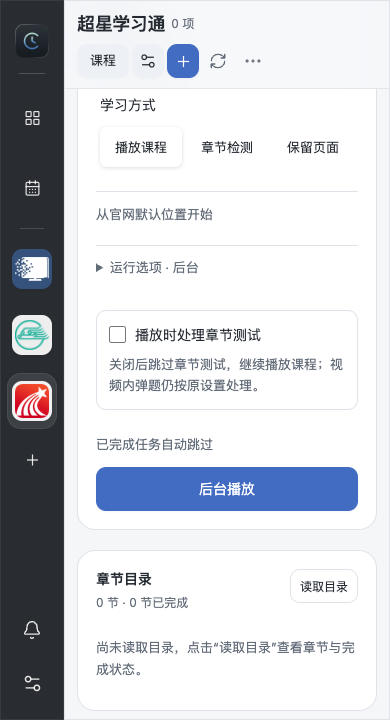 超星学习通 0 项
课程
学习方式
播放课程 章节检测 保留页面
从官网默认位置开始
运行选项 · 后台
播放时处理章节测试
关闭后跳过章节测试，继续播放课程；视
频内弹题仍按原设置处理。
已完成任务自动跳过
后台播放
章节目录
读取目录
0 节 · 0 节已完成
尚未读取目录，点击“读取目录”查看章节与完
成状态。